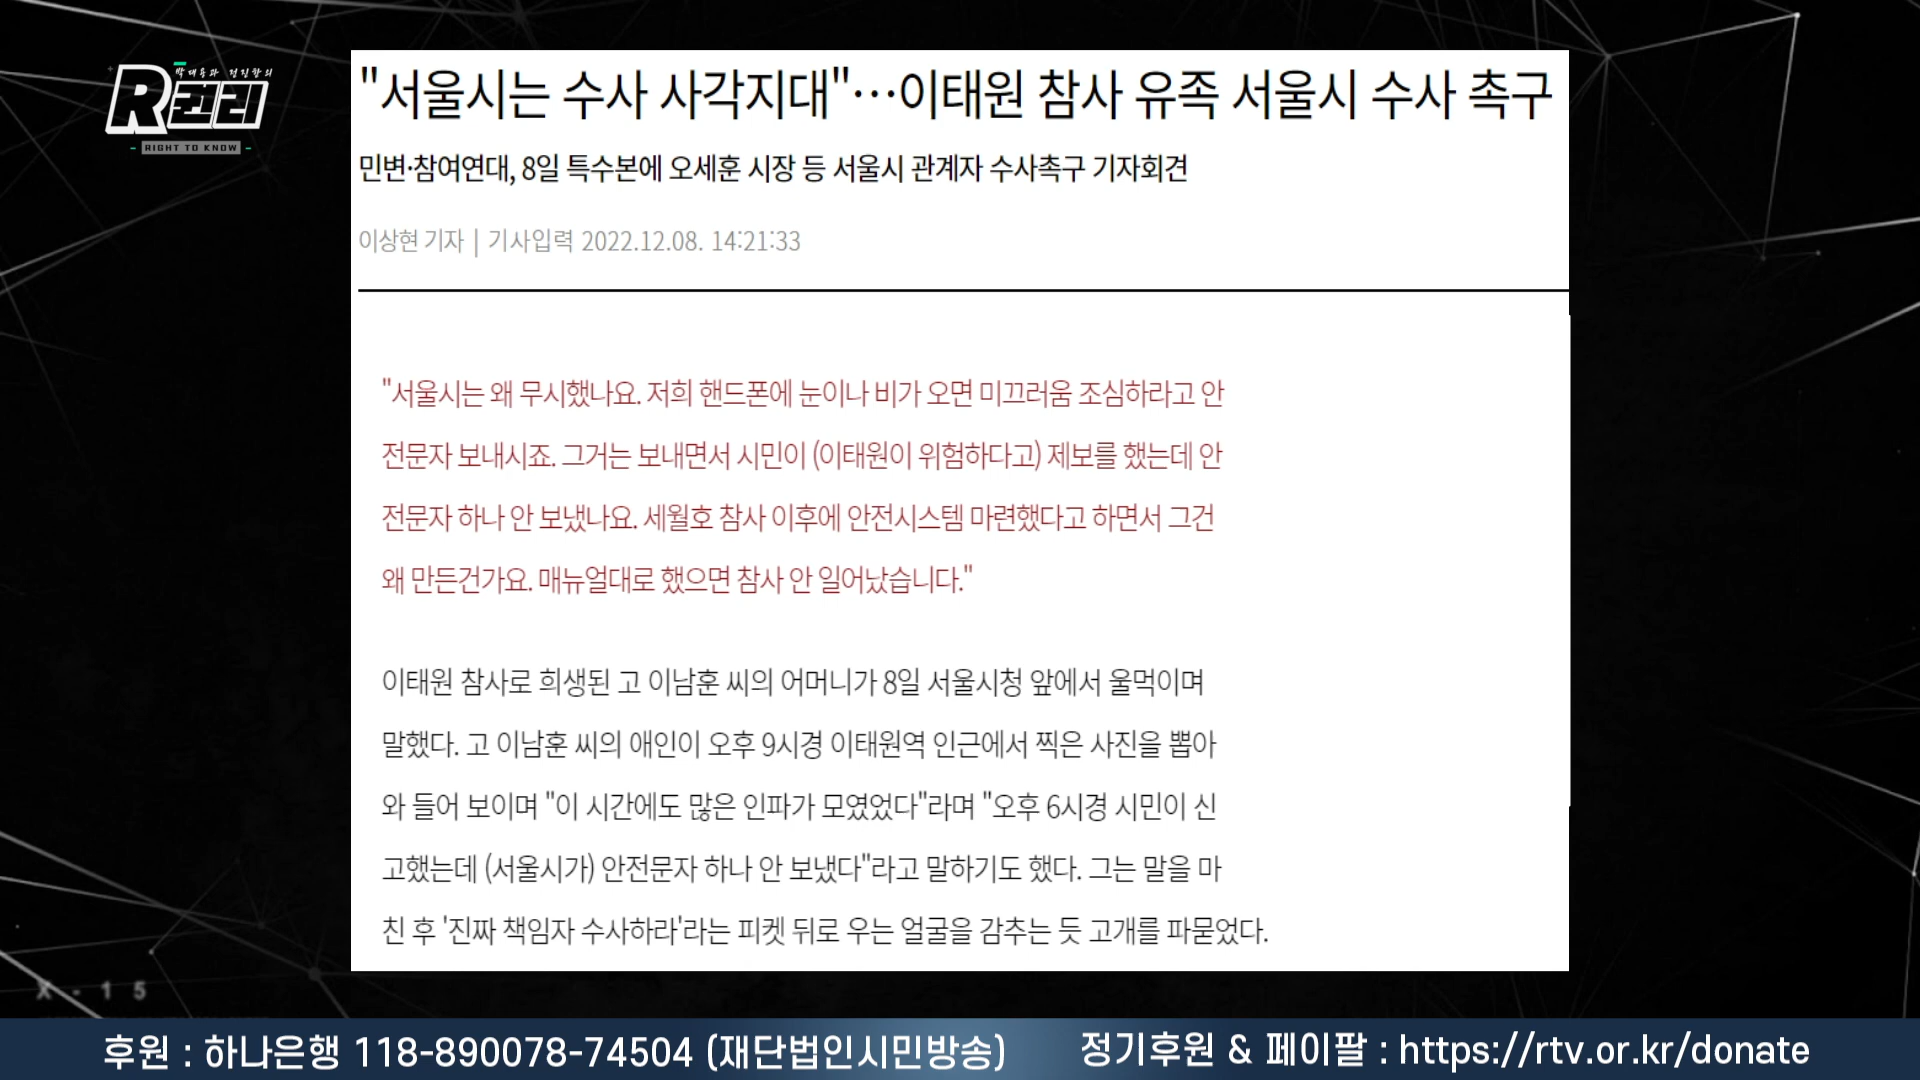 박대용과 정진항의
R권리
- RIGHT TO KNOW -
"서울시는 수사 사각지대"…이태원 참사 유족 서울시 수사 촉구
민변·참여연대, 8일 특수본에 오세훈 시장 등 서울시 관계자 수사촉구 기자회견
이상현 기자 | 기사입력 2022.12.08. 14:21:33
"서울시는 왜 무시했나요. 저희 핸드폰에 눈이나 비가 오면 미끄러움 조심하라고 안
전문자 보내시죠. 그거는 보내면서 시민이 (이태원이 위험하다고) 제보를 했는데 안
전문자 하나 안 보냈나요. 세월호 참사 이후에 안전시스템 마련했다고 하면서 그건
왜 만든건가요. 매뉴얼대로 했으면 참사 안 일어났습니다."
이태원 참사로 희생된 고 이남훈 씨의 어머니가 8일 서울시청 앞에서 울먹이며
말했다. 고 이남훈 씨의 애인이 오후 9시경 이태원역 인근에서 찍은 사진을 뽑아
와 들어 보이며 "이 시간에도 많은 인파가 모였었다"라며 "오후 6시경 시민이 신
고했는데 (서울시가) 안전문자 하나 안 보냈다"라고 말하기도 했다. 그는 말을 마
친 후 '진짜 책임자 수사하라'라는 피켓 뒤로 우는 얼굴을 감추는 듯 고개를 파묻었다.
X - 1 5
후원 : 하나은행 118-890078-74504 (재단법인시민방송) 정기후원 & 페이팔 : https://rtv.or.kr/donate